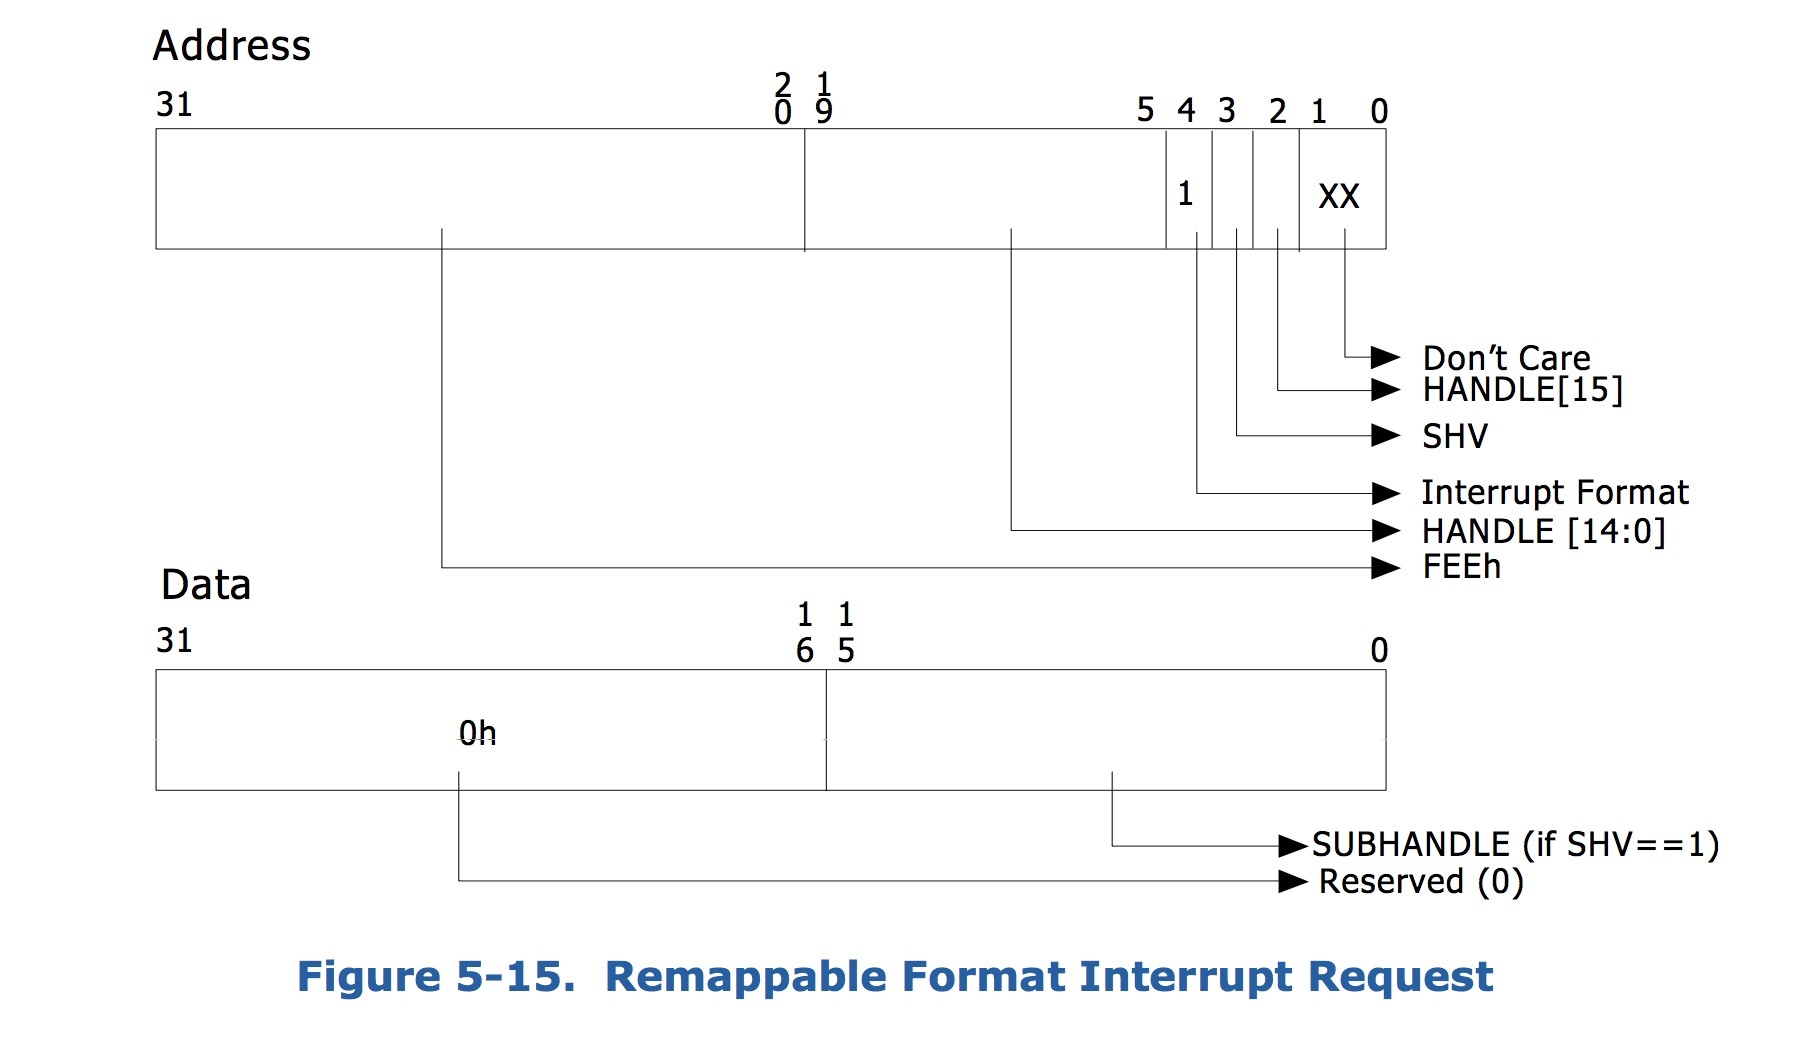 Address
31
2 1
0 9
5 4 3 2 1 0
1
XX
Don’t Care
HANDLE[15]
SHV
Interrupt Format
HANDLE [14:0]
FEEh
Data
31
1 1
6 5
0
0h
SUBHANDLE (if SHV==1)
Reserved (0)
Figure 5-15. Remappable Format Interrupt Request